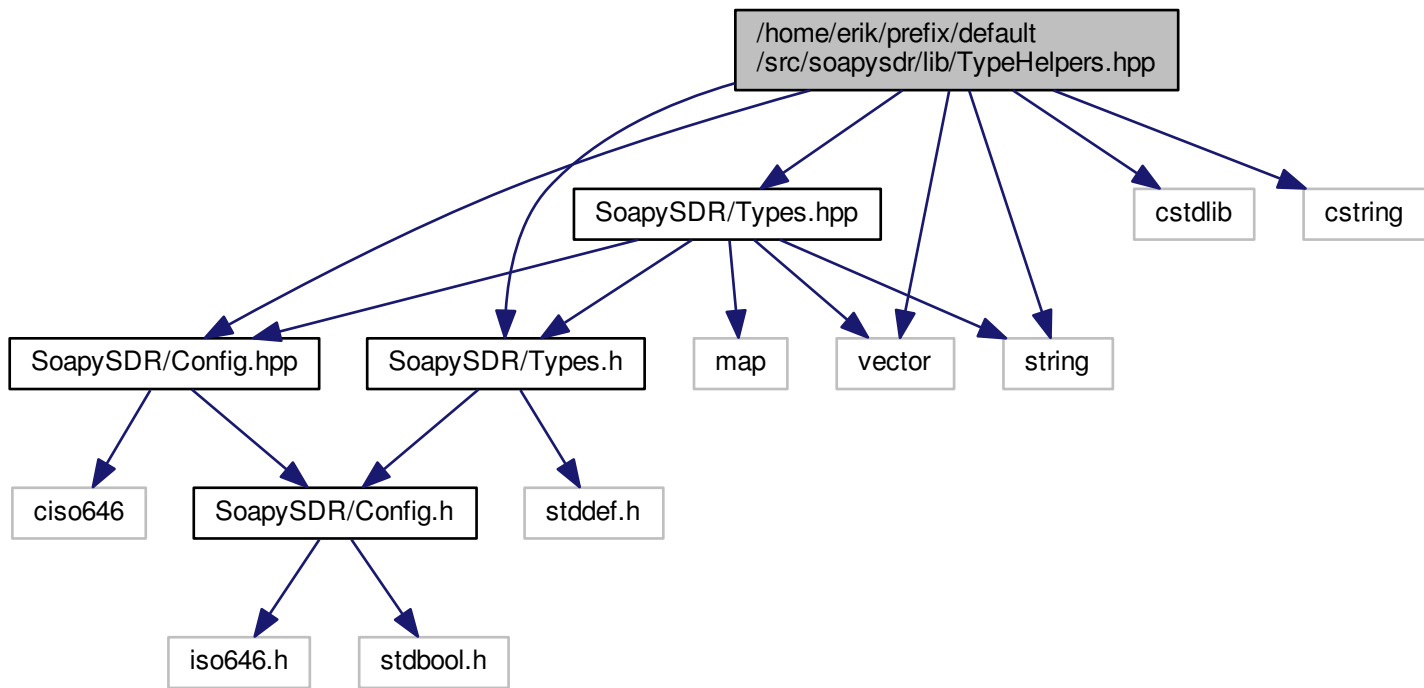 /home/erik/prefix/default
/src/soapysdr/lib/TypeHelpers.hpp
SoapySDR/Types.hpp
cstdlib
cstring
SoapySDR/Config.hpp
SoapySDR/Types.h
map
vector
string
ciso646
SoapySDR/Config.h
stddef.h
iso646.h
stdbool.h